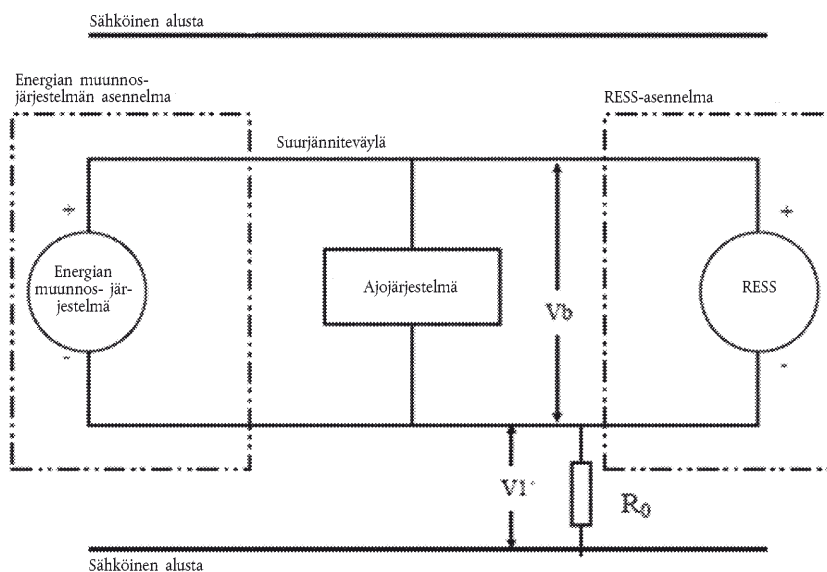 Sähköinen alusta
Energian muunnos-
järjestelmän asennelma
RESS-asennelma
Suurjänniteväylä
+
+
Energian
muunnos- jär-
jestelmä
Ajojärjestelmä
Vb
RESS
-
-
V1'
R0
Sähköinen alusta